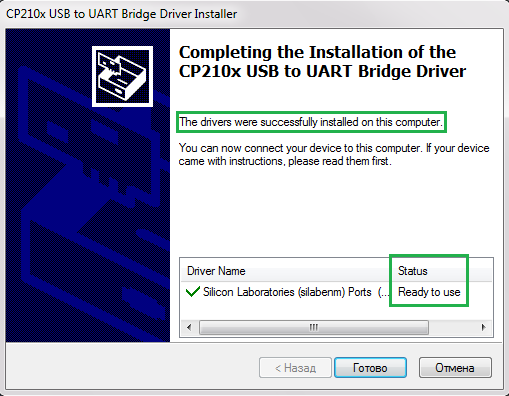 CP210x USB to UART Bridge Driver Installer
Completing the Installation of the
CP210x USB to UART Bridge Driver
The drivers were successfully installed on this computer.
You can now connect your device to this computer. If your device
came with instructions, please read them first.
Driver Name Status
Silicon Laboratories (silabenm) Ports (... Ready to use
< Назад Готово Отмена